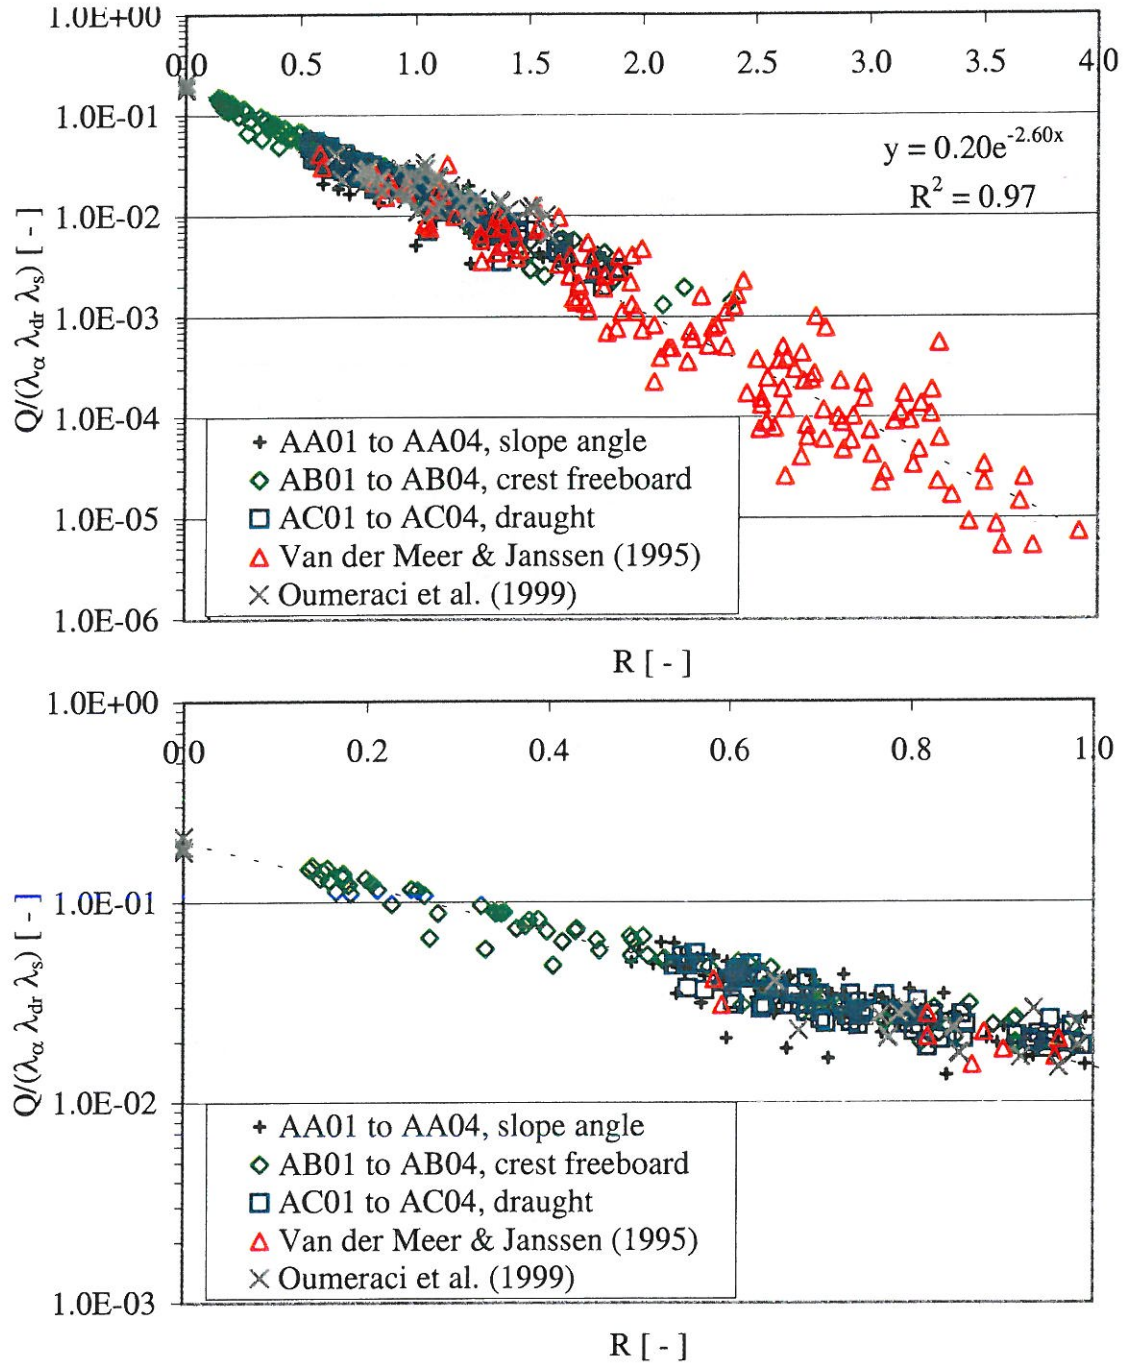 1.0E+00
0.0 0.5 1.0 1.5 2.0 2.5 3.0 3.5 4.0
1.0E-01
y = 0.20e^-2.60x
R² = 0.97
1.0E-02
1.0E-03
1.0E-04
1.0E-05
1.0E-06
Q/(λα λdr λs) [ - ]
AA01 to AA04, slope angle
AB01 to AB04, crest freeboard
AC01 to AC04, draught
Van der Meer & Janssen (1995)
Oumeraci et al. (1999)
R [ - ]
1.0E+00
0.0 0.2 0.4 0.6 0.8 1.0
1.0E-01
1.0E-02
1.0E-03
Q/(λα λdr λs) [ - ]
AA01 to AA04, slope angle
AB01 to AB04, crest freeboard
AC01 to AC04, draught
Van der Meer & Janssen (1995)
Oumeraci et al. (1999)
R [ - ]